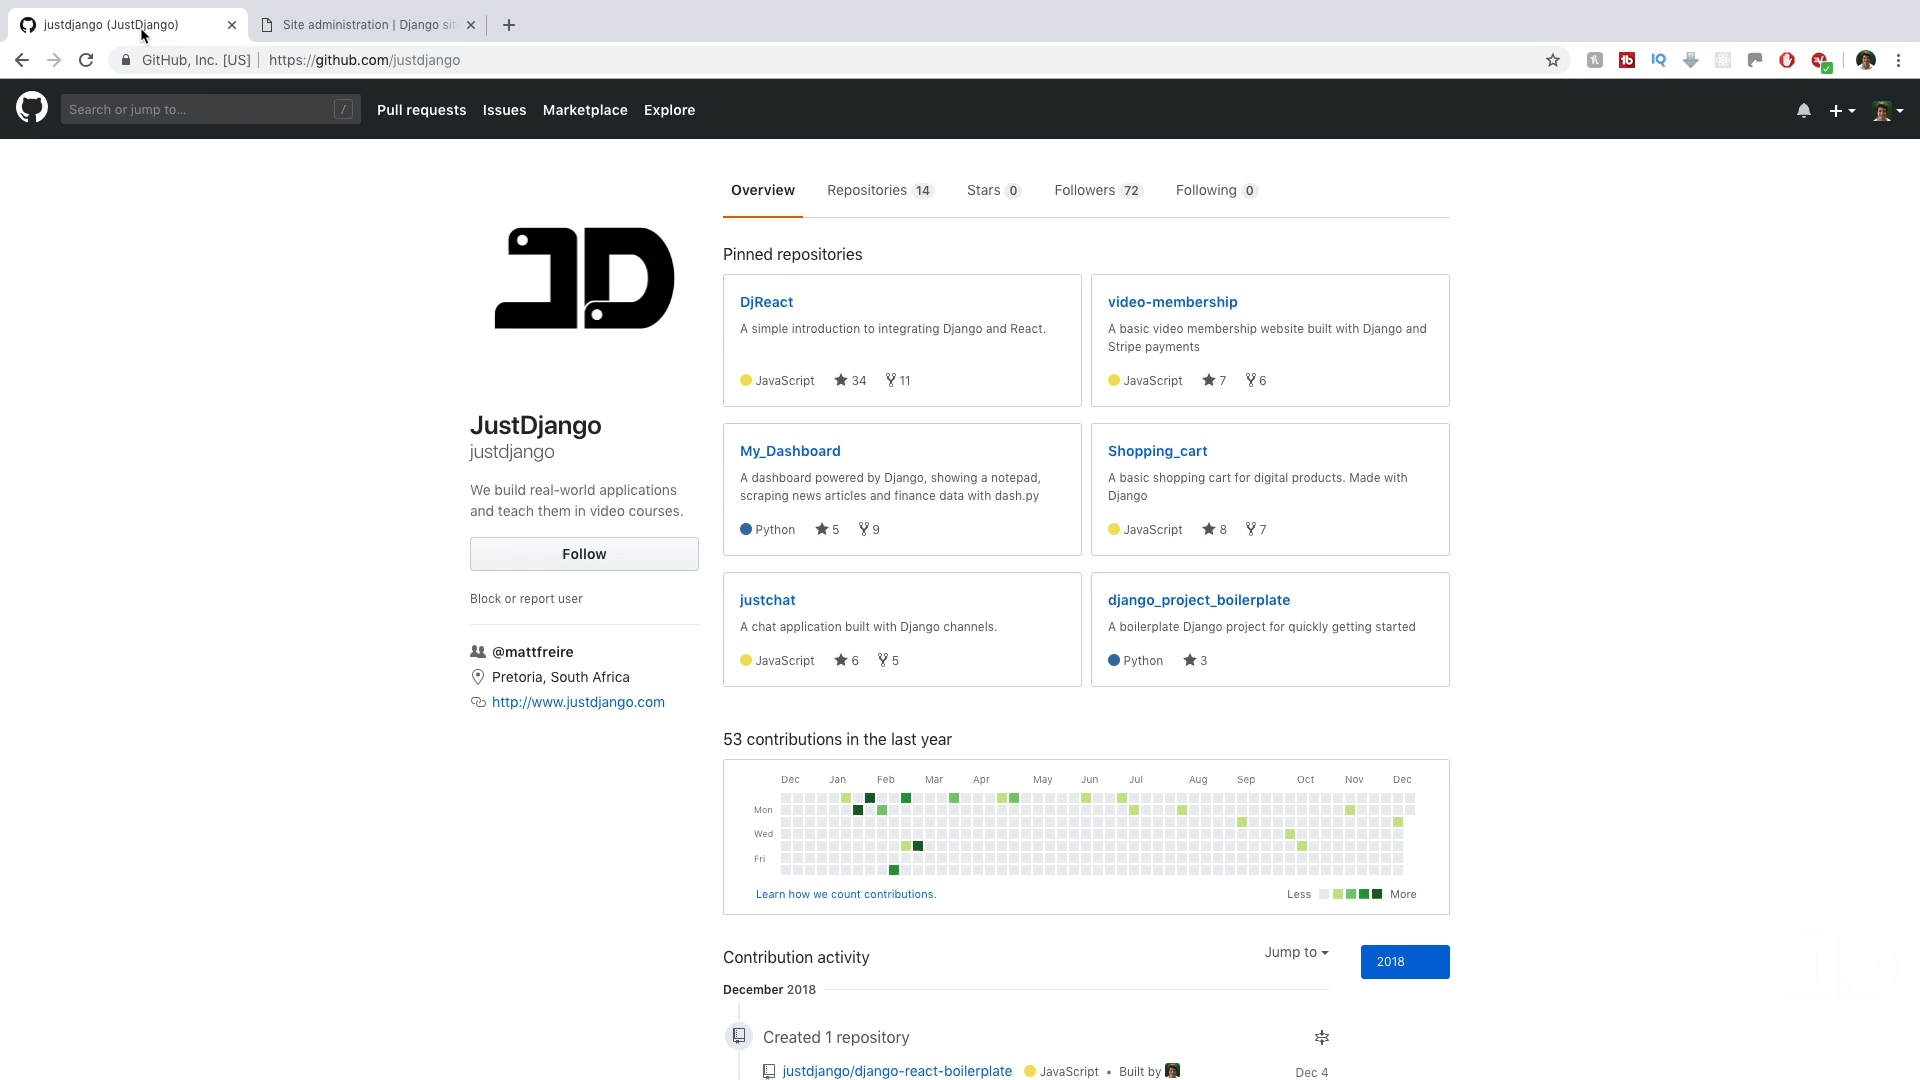 justdjango (JustDjango)
Site administration | Django sit
GitHub, Inc. [US]
https://github.com/justdjango
Search or jump to...
/
Pull requests
Issues
Marketplace
Explore
Overview
Repositories 14
Stars 0
Followers 72
Following 0
JD
JustDjango
justdjango
We build real-world applications
and teach them in video courses.
Follow
Block or report user
@mattfreire
Pretoria, South Africa
http://www.justdjango.com
Pinned repositories
DjReact
A simple introduction to integrating Django and React.
JavaScript 34 11
video-membership
A basic video membership website built with Django and
Stripe payments
JavaScript 7 6
My_Dashboard
A dashboard powered by Django, showing a notepad,
scraping news articles and finance data with dash.py
Python 5 9
Shopping_cart
A basic shopping cart for digital products. Made with
Django
JavaScript 8 7
justchat
A chat application built with Django channels.
JavaScript 6 5
django_project_boilerplate
A boilerplate Django project for quickly getting started
Python 3
53 contributions in the last year
Dec Jan Feb Mar Apr May Jun Jul Aug Sep Oct Nov Dec
Mon
Wed
Fri
Learn how we count contributions.
Less
More
Contribution activity
Jump to
2018
December 2018
Created 1 repository
justdjango/django-react-boilerplate JavaScript • Built by
Dec 4